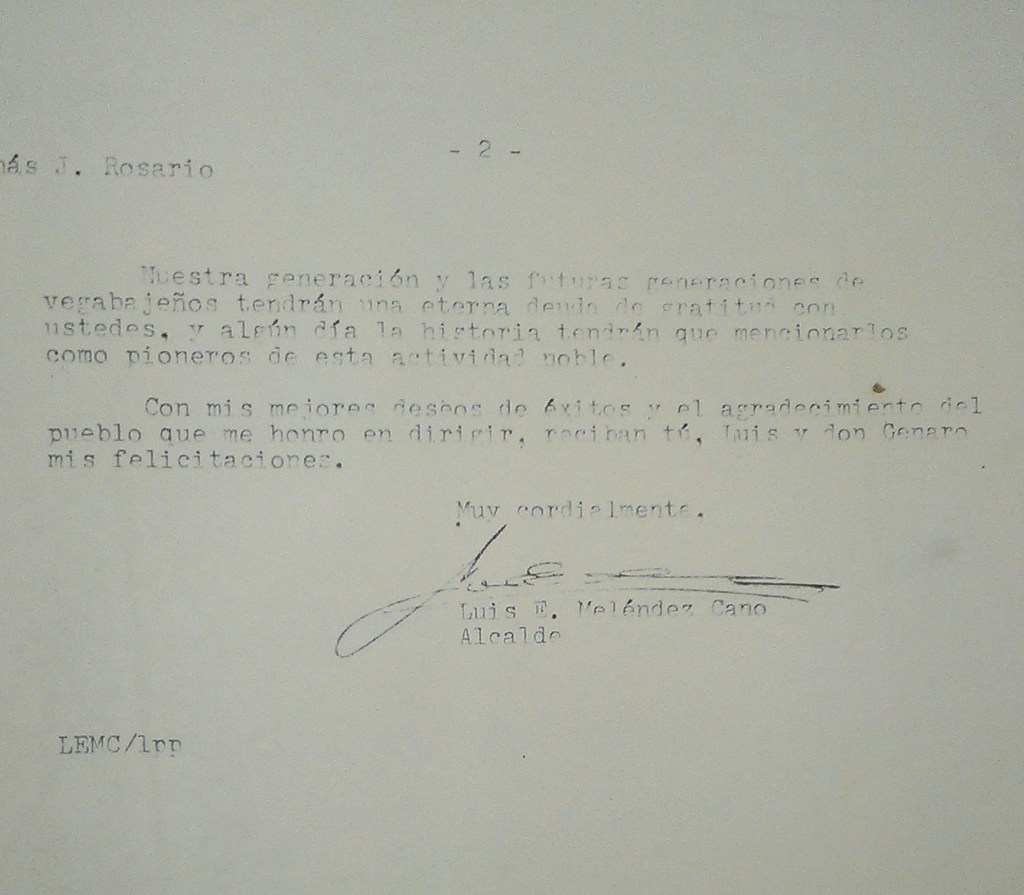 - 2 -
más J. Rosario
Nuestra generación y las futuras generaciones de
vegabajeños tendrán una eterna deuda de gratitud con
ustedes, y algún día la historia tendrán que mencionarlos
como pioneros de esta actividad noble.
Con mis mejores deseos de éxitos y el agradecimiento del
pueblo que me honro en dirigir, reciban tú, Luis y don Genaro
mis felicitaciones.
Muy cordialmente,
Luis E. Meléndez Cano
Alcalde
LEMC/lpp